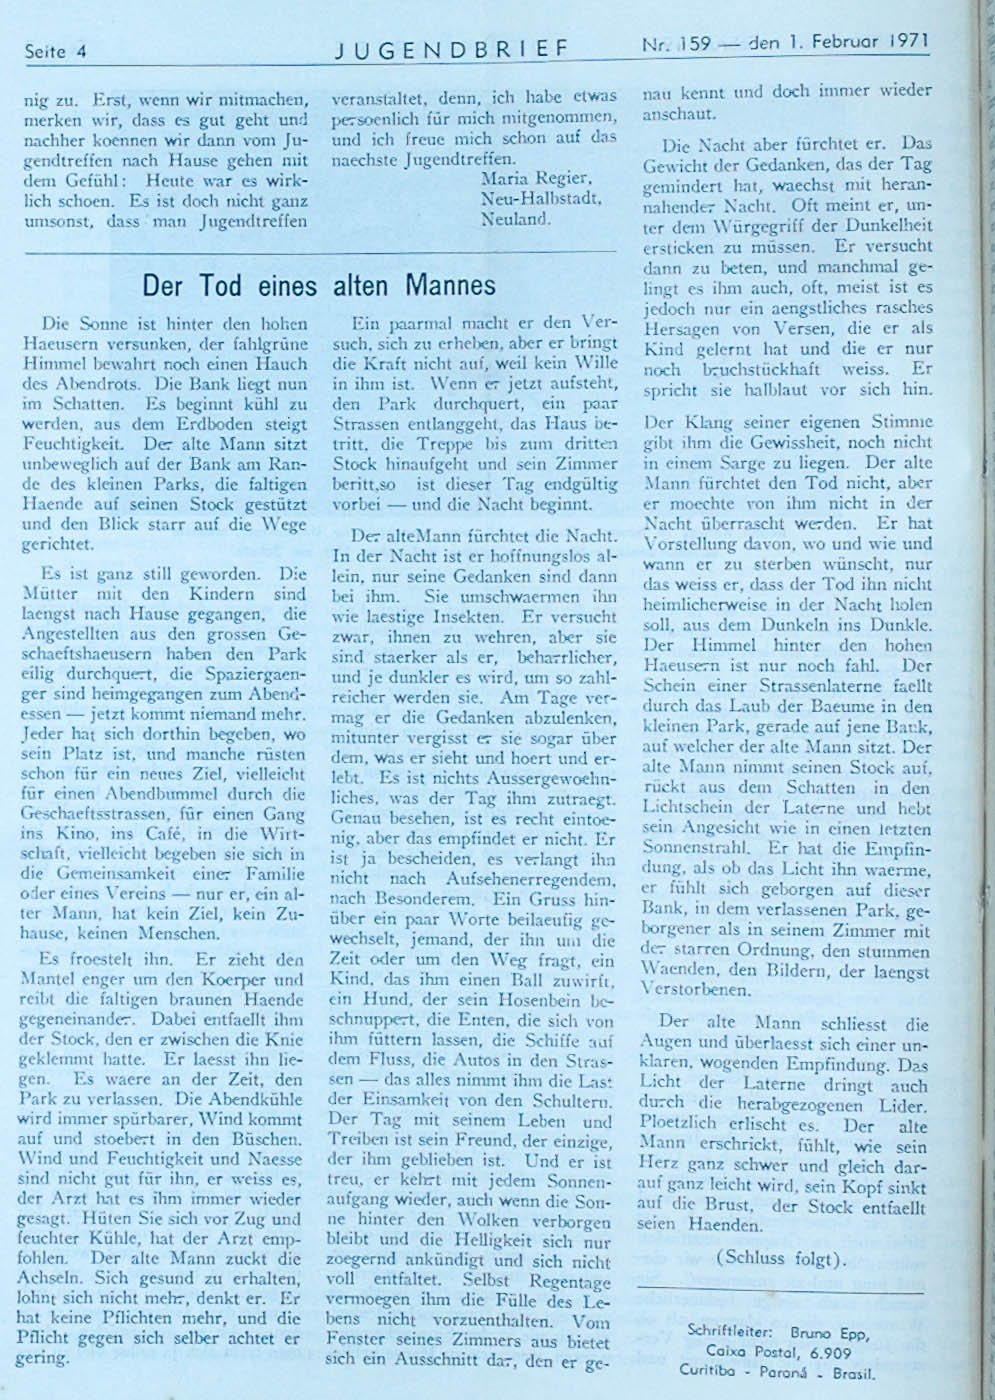 Seite 4
JUGENDBRIEF
Nr. 159 — den 1. Februar 1971
nig zu. Erst, wenn wir mitmachen,
merken wir, dass es gut geht und
nachher koennen wir dann vom Ju-
gendtreffen nach Hause gehen mit
dem Gefühl: Heute war es wirk-
lich schoen. Es ist doch nicht ganz
umsonst, dass man Jugendtreffen
veranstaltet, denn, ich habe etwas
persoenlich für mich mitgenommen,
und ich freue mich schon auf das
naechste Jugendtreffen.
Maria Regier,
Neu-Halbstadt,
Neuland.
Der Tod eines alten Mannes
Die Sonne ist hinter den hohen
Haeusern versunken, der fahlgrüne
Himmel bewahrt noch einen Hauch
des Abendrots. Die Bank liegt nun
im Schatten. Es beginnt kühl zu
werden, aus dem Erdboden steigt
Feuchtigkeit. Der alte Mann sitzt
unbeweglich auf der Bank am Ran-
de des kleinen Parks, die faltigen
Haende auf seinen Stock gestützt
und den Blick starr auf die Wege
gerichtet.
Es ist ganz still geworden. Die
Mütter mit den Kindern sind
laengst nach Hause gegangen, die
Angestellten aus den grossen Ge-
schaeftshaeusern haben den Park
eilig durchquert, die Spaziergaen-
ger sind heimgegangen zum Abend-
essen — jetzt kommt niemand mehr.
Jeder hat sich dorthin begeben, wo
sein Platz ist, und manche rüsten
schon für ein neues Ziel, vielleicht
für einen Abendbummel durch die
Geschaeftsstrassen, für einen Gang
ins Kino, ins Café, in die Wirt-
schaft, vielleicht begeben sie sich in
die Gemeinsamkeit einer Familie
oder eines Vereins — nur er, ein al-
ter Mann, hat kein Ziel, kein Zu-
hause, keinen Menschen.
Es froestelt ihn. Er zieht den
Mantel enger um den Koerper und
reibt die faltigen braunen Haende
gegeneinander. Dabei entfaellt ihm
der Stock, den er zwischen die Knie
geklemmt hatte. Er laesst ihn lie-
gen. Es waere an der Zeit, den
Park zu verlassen. Die Abendkühle
wird immer spürbarer, Wind kommt
auf und stoebert in den Büschen.
Wind und Feuchtigkeit und Naesse
sind nicht gut für ihn, er weiss es,
der Arzt hat es ihm immer wieder
gesagt. Hüten Sie sich vor Zug und
feuchter Kühle, hat der Arzt emp-
fohlen. Der alte Mann zuckt die
Achseln. Sich gesund zu erhalten,
lohnt sich nicht mehr, denkt er. Er
hat keine Pflichten mehr, und die
Pflicht gegen sich selber achtet er
gering.
Ein paarmal macht er den Ver-
such, sich zu erheben, aber er bringt
die Kraft nicht auf, weil kein Wille
in ihm ist. Wenn er jetzt aufsteht,
den Park durchquert, ein paar
Strassen entlanggeht, das Haus be-
tritt, die Treppe bis zum dritten
Stock hinaufgeht und sein Zimmer
beritt,so ist dieser Tag endgültig
vorbei — und die Nacht beginnt.
Der alteMann fürchtet die Nacht.
In der Nacht ist er hoffnungslos al-
lein, nur seine Gedanken sind dann
bei ihm. Sie umschwaermen ihn
wie laestige Insekten. Er versucht
zwar, ihnen zu wehren, aber sie
sind staerker als er, beharrlicher,
und je dunkler es wird, um so zahl-
reicher werden sie. Am Tage ver-
mag er die Gedanken abzulenken,
mitunter vergisst er sie sogar über
dem, was er sieht und hoert und er-
lebt. Es ist nichts Aussergewoehn-
liches, was der Tag ihm zutraegt.
Genau besehen, ist es recht eintoe-
nig, aber das empfindet er nicht. Er
ist ja bescheiden, es verlangt ihn
nicht nach Aufsehenerregendem,
nach Besonderem. Ein Gruss hin-
über ein paar Worte beilaeufig ge-
wechselt, jemand, der ihn um die
Zeit oder um den Weg fragt, ein
Kind, das ihm einen Ball zuwirft,
ein Hund, der sein Hosenbein be-
schnuppert, die Enten, die sich von
ihm füttern lassen, die Schiffe auf
dem Fluss, die Autos in den Stras-
sen — das alles nimmt ihm die Last
der Einsamkeit von den Schultern.
Der Tag mit seinem Leben und
Treiben ist sein Freund, der einzige,
der ihm geblieben ist. Und er ist
treu, er kehrt mit jedem Sonnen-
aufgang wieder, auch wenn die Son-
ne hinter den Wolken verborgen
bleibt und die Helligkeit sich nur
zoegernd ankündigt und sich nicht
voll entfaltet. Selbst Regentage
vermoegen ihm die Fülle des Le-
bens nicht vorzuenthalten. Vom
Fenster seines Zimmers aus bietet
sich ein Ausschnitt dar, den er ge-
nau kennt und doch immer wieder
anschaut.
Die Nacht aber fürchtet er. Das
Gewicht der Gedanken, das der Tag
gemindert hat, waechst mit heran-
nahender Nacht. Oft meint er, un-
ter dem Würgegriff der Dunkelheit
ersticken zu müssen. Er versucht
dann zu beten, und manchmal ge-
lingt es ihm auch, oft, meist ist es
jedoch nur ein aengstliches rasches
Hersagen von Versen, die er als
Kind gelernt hat und die er nur
noch bruchstückhaft weiss. Er
spricht sie halblaut vor sich hin.
Der Klang seiner eigenen Stimme
gibt ihm die Gewissheit, noch nicht
in einem Sarge zu liegen. Der alte
Mann fürchtet den Tod nicht, aber
er moechte von ihm nicht in der
Nacht überrascht werden. Er hat
Vorstellung davon, wo und wie und
wann er zu sterben wünscht, nur
das weiss er, dass der Tod ihn nicht
heimlicherweise in der Nacht holen
soll, aus dem Dunkeln ins Dunkle.
Der Himmel hinter den hohen
Haeusern ist nur noch fahl. Der
Schein einer Strassenlaterne faellt
durch das Laub der Baeume in den
kleinen Park, gerade auf jene Bank,
auf welcher der alte Mann sitzt. Der
alte Mann nimmt seinen Stock auf,
rückt aus dem Schatten in den
Lichtschein der Laterne und hebt
sein Angesicht wie in einen letzten
Sonnenstrahl. Er hat die Empfin-
dung, als ob das Licht ihn waerme,
er fühlt sich geborgen auf dieser
Bank, in dem verlassenen Park, ge-
borgener als in seinem Zimmer mit
der starren Ordnung, den stummen
Waenden, den Bildern, der laengst
Verstorbenen.
Der alte Mann schliesst die
Augen und überlaesst sich einer un-
klaren, wogenden Empfindung. Das
Licht der Laterne dringt auch
durch die herabgezogenen Lider.
Ploetzlich erlischt es. Der alte
Mann erschrickt, fühlt, wie sein
Herz ganz schwer und gleich dar-
auf ganz leicht wird, sein Kopf sinkt
auf die Brust, der Stock entfaellt
seien Haenden.
(Schluss folgt).
Schriftleiter: Bruno Epp,
Caixa Postal, 6.909
Curitiba - Paraná - Brasil.